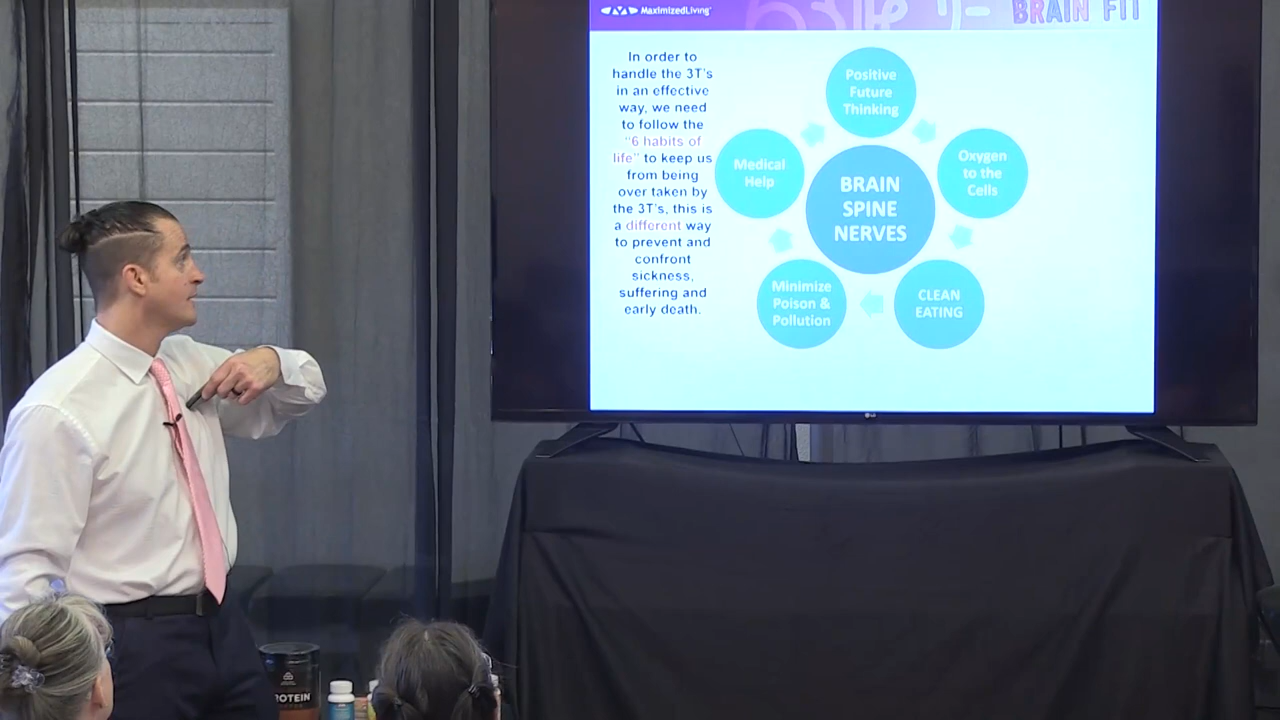 MaximizedLiving
BRAIN FIT
In order to
handle the 3T's
in an effective
way, we need
to follow the
"6 habits of
life" to keep us
from being
over taken by
the 3T's, this is
a different way
to prevent and
confront
sickness,
suffering and
early death.
Positive
Future
Thinking
Oxygen
to the
Cells
CLEAN
EATING
Minimize
Poison &
Pollution
Medical
Help
BRAIN
SPINE
NERVES
LG
OTEIN